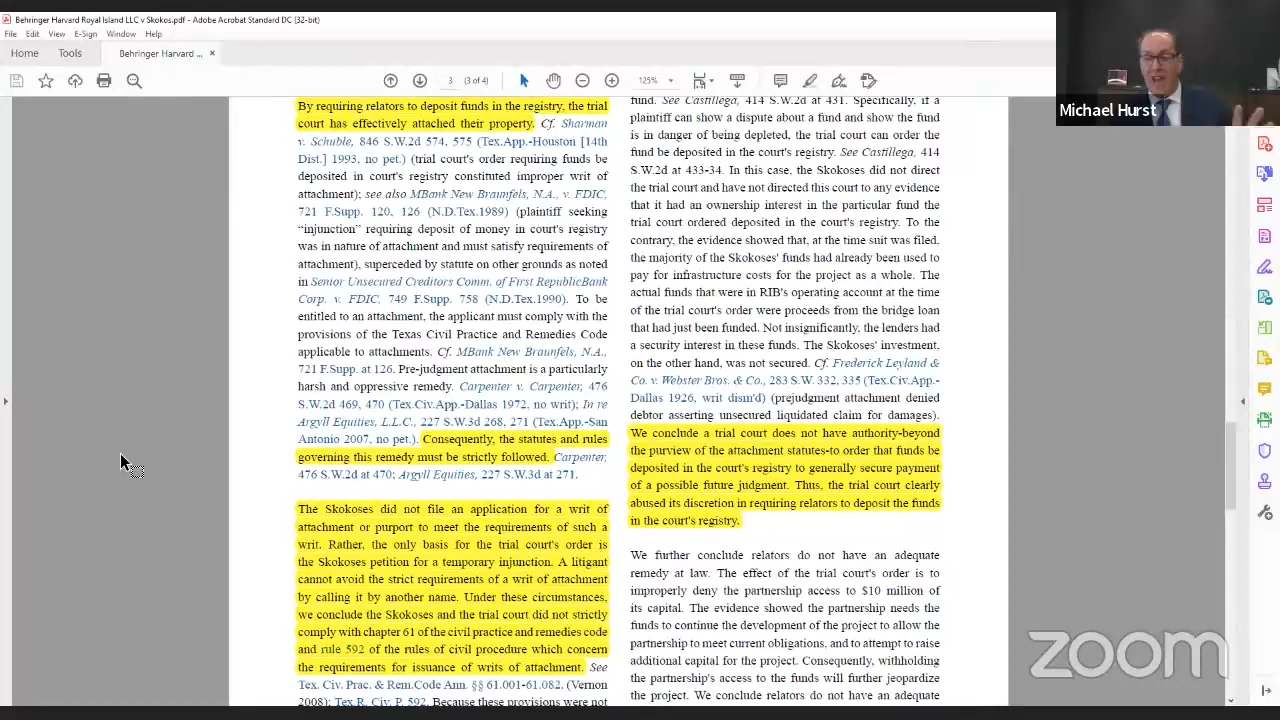 Behringer Harvard Royal Island LLC v Skokos.pdf - Adobe Acrobat Standard DC (32-bit)
File Edit View E-Sign Window Help
Home Tools Behringer Harvard ... ×
3 (3 of 4) 125%
Michael Hurst
By requiring relators to deposit funds in the registry, the trial
court has effectively attached their property. Cf. Sharman
v. Schuble, 846 S.W.2d 574, 575 (Tex.App.-Houston [14th
Dist.] 1993, no pet.) (trial court's order requiring funds be
deposited in court's registry constituted improper writ of
attachment); see also MBank New Braunfels, N.A., v. FDIC,
721 F.Supp. 120, 126 (N.D.Tex.1989) (plaintiff seeking
“injunction” requiring deposit of money in court's registry
was in nature of attachment and must satisfy requirements of
attachment), superceded by statute on other grounds as noted
in Senior Unsecured Creditors Comm. of First RepublicBank
Corp. v. FDIC, 749 F.Supp. 758 (N.D.Tex.1990). To be
entitled to an attachment, the applicant must comply with the
provisions of the Texas Civil Practice and Remedies Code
applicable to attachments. Cf. MBank New Braunfels, N.A.,
721 F.Supp. at 126. Pre-judgment attachment is a particularly
harsh and oppressive remedy. Carpenter v. Carpenter, 476
S.W.2d 469, 470 (Tex.Civ.App.-Dallas 1972, no writ); In re
Argyll Equities, L.L.C., 227 S.W.3d 268, 271 (Tex.App.-San
Antonio 2007, no pet.). Consequently, the statutes and rules
governing this remedy must be strictly followed. Carpenter,
476 S.W.2d at 470; Argyll Equities, 227 S.W.3d at 271.
The Skokoses did not file an application for a writ of
attachment or purport to meet the requirements of such a
writ. Rather, the only basis for the trial court's order is
the Skokoses petition for a temporary injunction. A litigant
cannot avoid the strict requirements of a writ of attachment
by calling it by another name. Under these circumstances,
we conclude the Skokoses and the trial court did not strictly
comply with chapter 61 of the civil practice and remedies code
and rule 592 of the rules of civil procedure which concern
the requirements for issuance of writs of attachment. See
Tex. Civ. Prac. & Rem.Code Ann. §§ 61.001-61.082. (Vernon
2008); Tex.R. Civ. P. 592. Because these provisions were not
fund. See Castillega, 414 S.W.2d at 431. Specifically, if a
plaintiff can show a dispute about a fund and show the fund
is in danger of being depleted, the trial court can order the
fund be deposited in the court's registry. See Castillega, 414
S.W.2d at 433-34. In this case, the Skokoses did not direct
the trial court and have not directed this court to any evidence
that it had an ownership interest in the particular fund the
trial court ordered deposited in the court's registry. To the
contrary, the evidence showed that, at the time suit was filed,
the majority of the Skokoses' funds had already been used to
pay for infrastructure costs for the project as a whole. The
actual funds that were in RIB's operating account at the time
of the trial court's order were proceeds from the bridge loan
that had just been funded. Not insignificantly, the lenders had
a security interest in these funds. The Skokoses' investment,
on the other hand, was not secured. Cf. Frederick Leyland &
Co. v. Webster Bros. & Co., 283 S.W. 332, 335 (Tex.Civ.App.-
Dallas 1926, writ dism'd) (prejudgment attachment denied
debtor asserting unsecured liquidated claim for damages).
We conclude a trial court does not have authority-beyond
the purview of the attachment statutes-to order that funds be
deposited in the court's registry to generally secure payment
of a possible future judgment. Thus, the trial court clearly
abused its discretion in requiring relators to deposit the funds
in the court's registry.
We further conclude relators do not have an adequate
remedy at law. The effect of the trial court's order is to
improperly deny the partnership access to $10 million of
its capital. The evidence showed the partnership needs the
funds to continue the development of the project to allow the
partnership to meet current obligations, and to attempt to raise
additional capital for the project. Consequently, withholding
the partnership's access to the funds will further jeopardize
the project. We conclude relators do not have an adequate
zoom